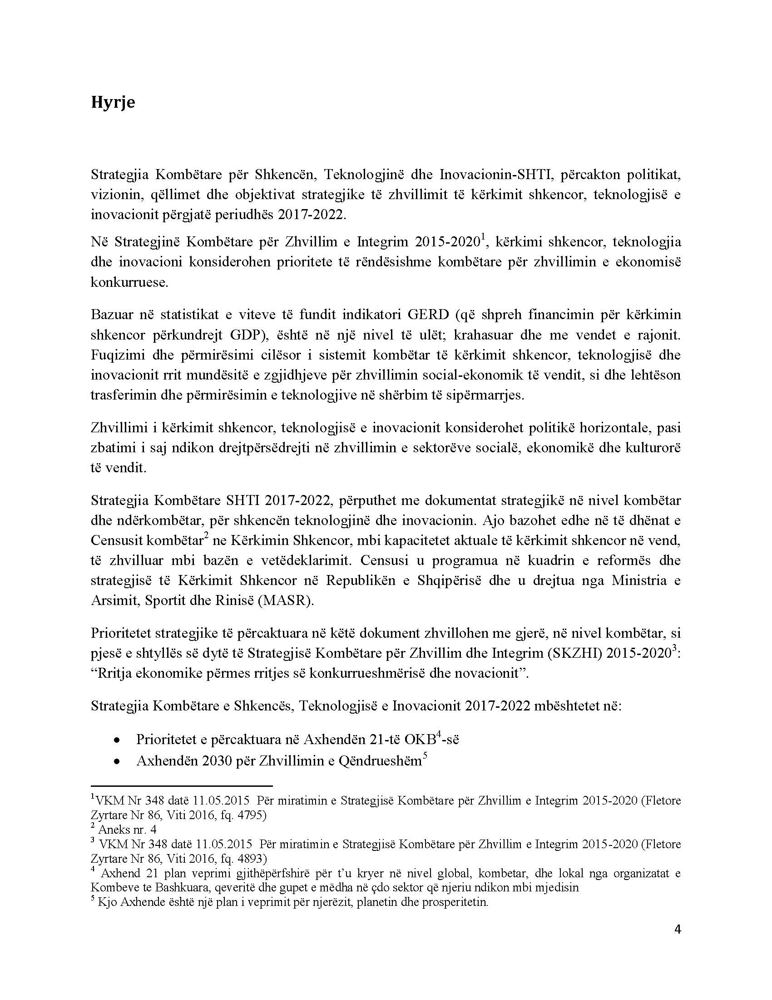 Hyrje
Strategjia Kombëtare për Shkencën, Teknologjinë dhe Inovacionin-SHTI, përcakton politikat,
vizionin, qëllimet dhe objektivat strategjike të zhvillimit të kërkimit shkencor, teknologjisë e
inovacionit përgjatë periudhës 2017-2022.
Në Strategjinë Kombëtare për Zhvillim e Integrim 2015-2020¹, kërkimi shkencor, teknologjia
dhe inovacioni konsiderohen prioritete të rëndësishme kombëtare për zhvillimin e ekonomisë
konkurruese.
Bazuar në statistikat e viteve të fundit indikatori GERD (që shpreh financimin për kërkimin
shkencor përkundrejt GDP), është në një nivel të ulët; krahasuar dhe me vendet e rajonit.
Fuqizimi dhe përmirësimi cilësor i sistemit kombëtar të kërkimit shkencor, teknologjisë dhe
inovacionit rrit mundësitë e zgjidhjeve për zhvillimin social-ekonomik të vendit, si dhe lehtëson
trasferimin dhe përmirësimin e teknologjive në shërbim të sipërmarrjes.
Zhvillimi i kërkimit shkencor, teknologjisë e inovacionit konsiderohet politikë horizontale, pasi
zbatimi i saj ndikon drejtpërsëdrejti në zhvillimin e sektorëve socialë, ekonomikë dhe kulturorë
të vendit.
Strategjia Kombëtare SHTI 2017-2022, përputhet me dokumentat strategjikë në nivel kombëtar
dhe ndërkombëtar, për shkencën teknologjinë dhe inovacionin. Ajo bazohet edhe në të dhënat e
Censusit kombëtar² ne Kërkimin Shkencor, mbi kapacitetet aktuale të kërkimit shkencor në vend,
të zhvilluar mbi bazën e vetëdeklarimit. Censusi u programua në kuadrin e reformës dhe
strategjisë të Kërkimit Shkencor në Republikën e Shqipërisë dhe u drejtua nga Ministria e
Arsimit, Sportit dhe Rinisë (MASR).
Prioritetet strategjike të përcaktuara në këtë dokument zhvillohen me gjerë, në nivel kombëtar, si
pjesë e shtyllës së dytë të Strategjisë Kombëtare për Zhvillim dhe Integrim (SKZHI) 2015-2020³:
“Rritja ekonomike përmes rritjes së konkurrueshmërisë dhe novacionit”.
Strategjia Kombëtare e Shkencës, Teknologjisë e Inovacionit 2017-2022 mbështetet në:
• Prioritetet e përcaktuara në Axhendën 21-të OKB⁴-së
• Axhendën 2030 për Zhvillimin e Qëndrueshëm⁵
¹VKM Nr 348 datë 11.05.2015 Për miratimin e Strategjisë Kombëtare për Zhvillim e Integrim 2015-2020 (Fletore
Zyrtare Nr 86, Viti 2016, fq. 4795)
² Aneks nr. 4
³ VKM Nr 348 datë 11.05.2015 Për miratimin e Strategjisë Kombëtare për Zhvillim e Integrim 2015-2020 (Fletore
Zyrtare Nr 86, Viti 2016, fq. 4893)
⁴ Axhend 21 plan veprimi gjithëpërfshirë për t’u kryer në nivel global, kombetar, dhe lokal nga organizatat e
Kombeve te Bashkuara, qeveritë dhe gupet e mëdha në çdo sektor që njeriu ndikon mbi mjedisin
⁵ Kjo Axhende është një plan i veprimit për njerëzit, planetin dhe prosperitetin.
4